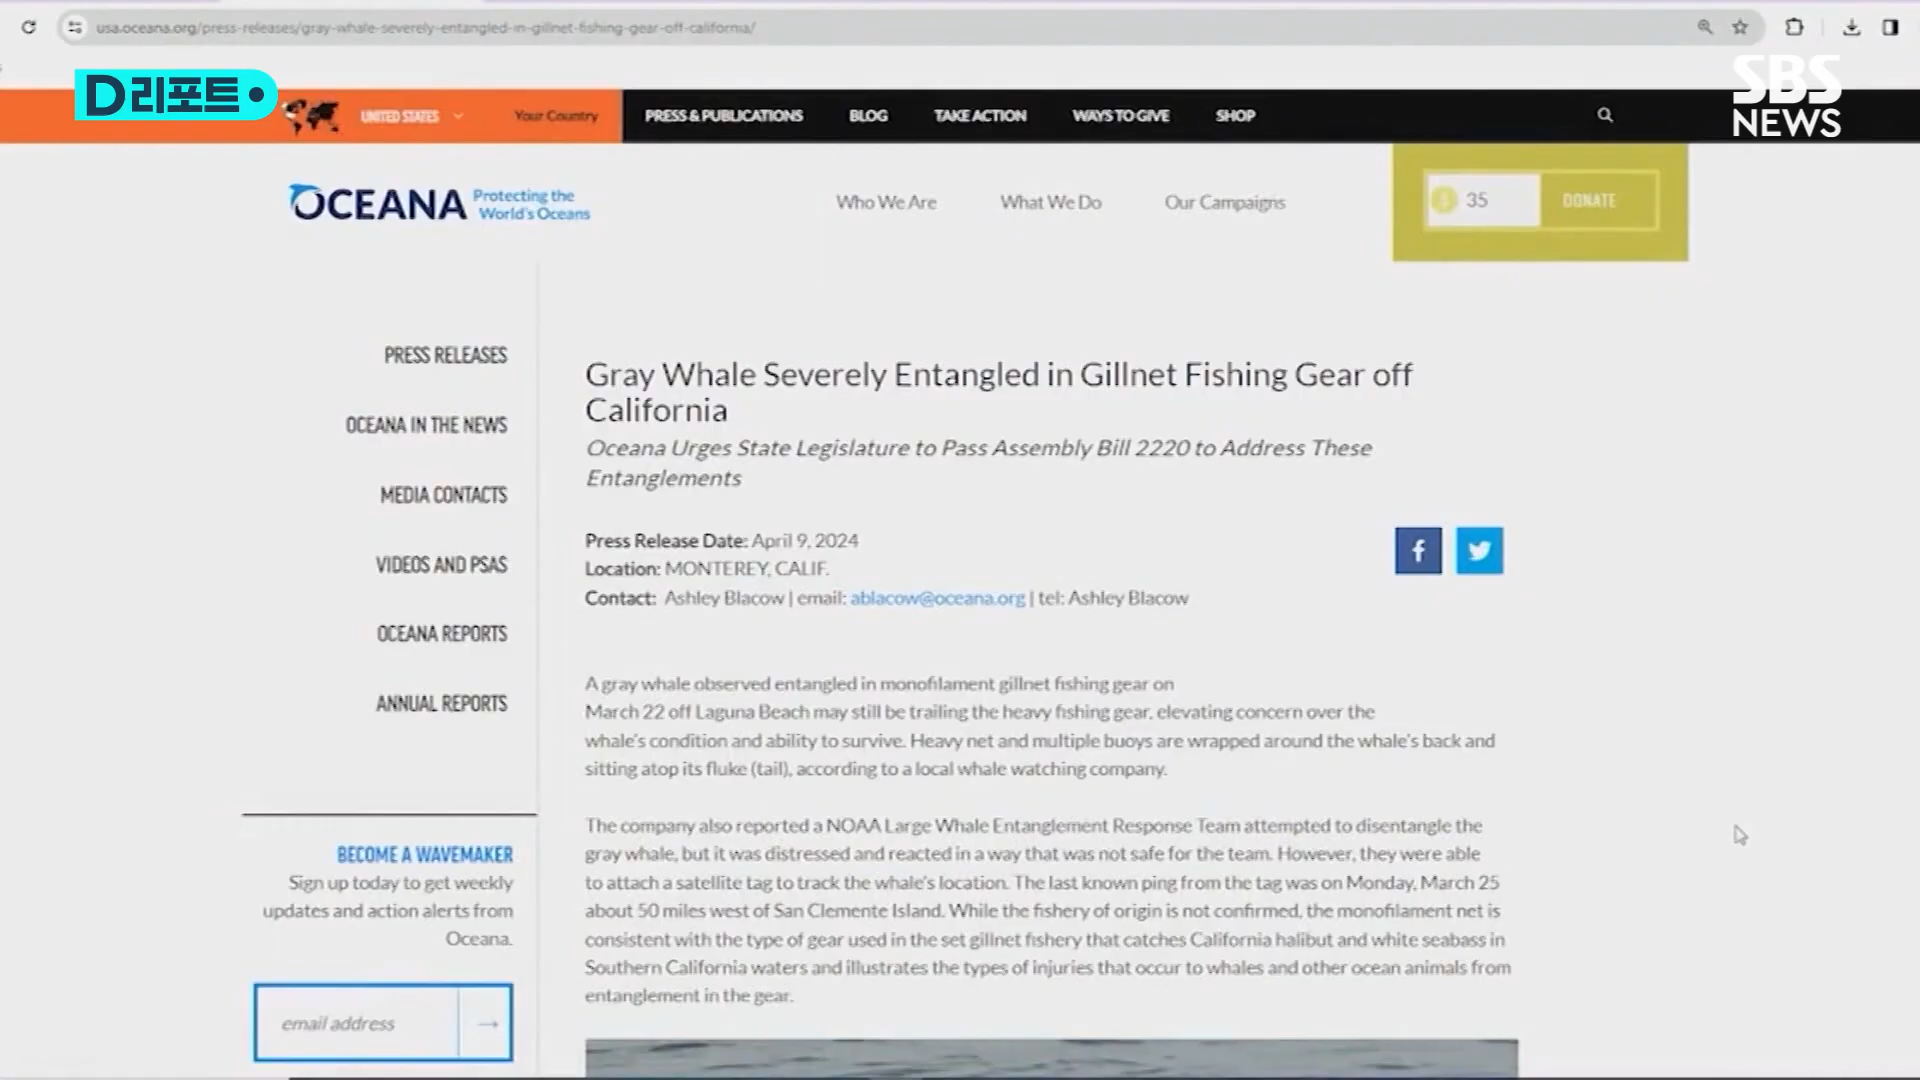 usa.oceana.org/press-releases/gray-whale-severely-entangled-in-gillnet-fishing-gear-off-california/
D리포트
SBS
NEWS
UNITED STATES
Your Country
PRESS & PUBLICATIONS
BLOG
TAKE ACTION
WAYS TO GIVE
SHOP
OCEANA
Protecting the
World's Oceans
Who We Are
What We Do
Our Campaigns
$ 35
DONATE
PRESS RELEASES
OCEANA IN THE NEWS
MEDIA CONTACTS
VIDEOS AND PSAS
OCEANA REPORTS
ANNUAL REPORTS
BECOME A WAVEMAKER
Sign up today to get weekly
updates and action alerts from
Oceana.
email address →
Gray Whale Severely Entangled in Gillnet Fishing Gear off
California
Oceana Urges State Legislature to Pass Assembly Bill 2220 to Address These
Entanglements
Press Release Date: April 9, 2024
Location: MONTEREY, CALIF.
Contact: Ashley Blacow | email: ablacow@oceana.org | tel: Ashley Blacow
A gray whale observed entangled in monofilament gillnet fishing gear on
March 22 off Laguna Beach may still be trailing the heavy fishing gear, elevating concern over the
whale's condition and ability to survive. Heavy net and multiple buoys are wrapped around the whale's back and
sitting atop its fluke (tail), according to a local whale watching company.
The company also reported a NOAA Large Whale Entanglement Response Team attempted to disentangle the
gray whale, but it was distressed and reacted in a way that was not safe for the team. However, they were able
to attach a satellite tag to track the whale's location. The last known ping from the tag was on Monday, March 25
about 50 miles west of San Clemente Island. While the fishery of origin is not confirmed, the monofilament net is
consistent with the type of gear used in the set gillnet fishery that catches California halibut and white seabass in
Southern California waters and illustrates the types of injuries that occur to whales and other ocean animals from
entanglement in the gear.